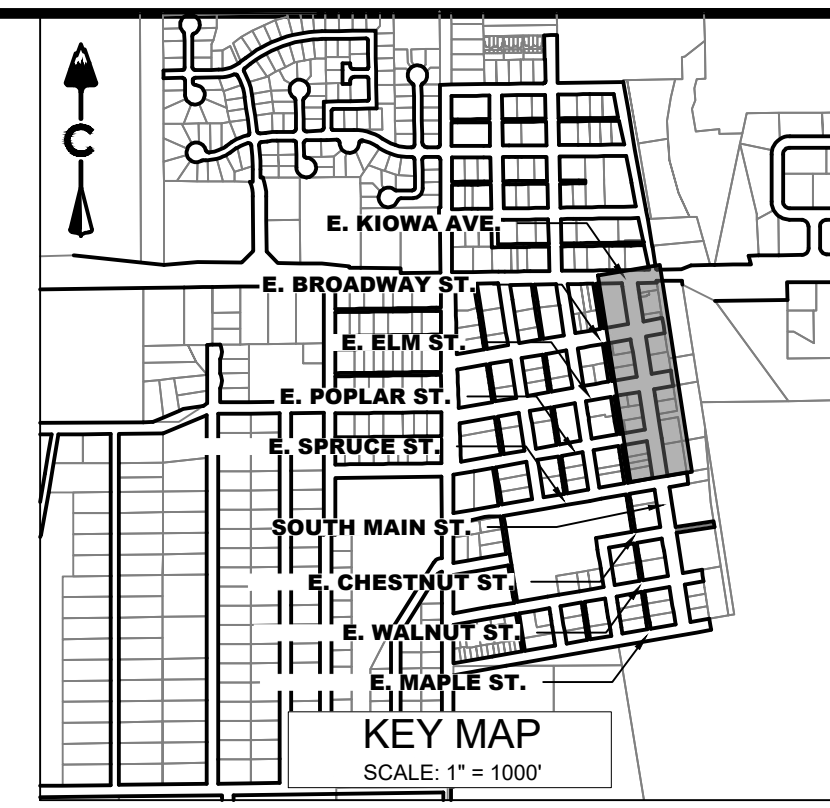 C
E. KIOWA AVE.
E. BROADWAY ST.
E. ELM ST.
E. POPLAR ST.
E. SPRUCE ST.
SOUTH MAIN ST.
E. CHESTNUT ST.
E. WALNUT ST.
E. MAPLE ST.
KEY MAP
SCALE: 1" = 1000'